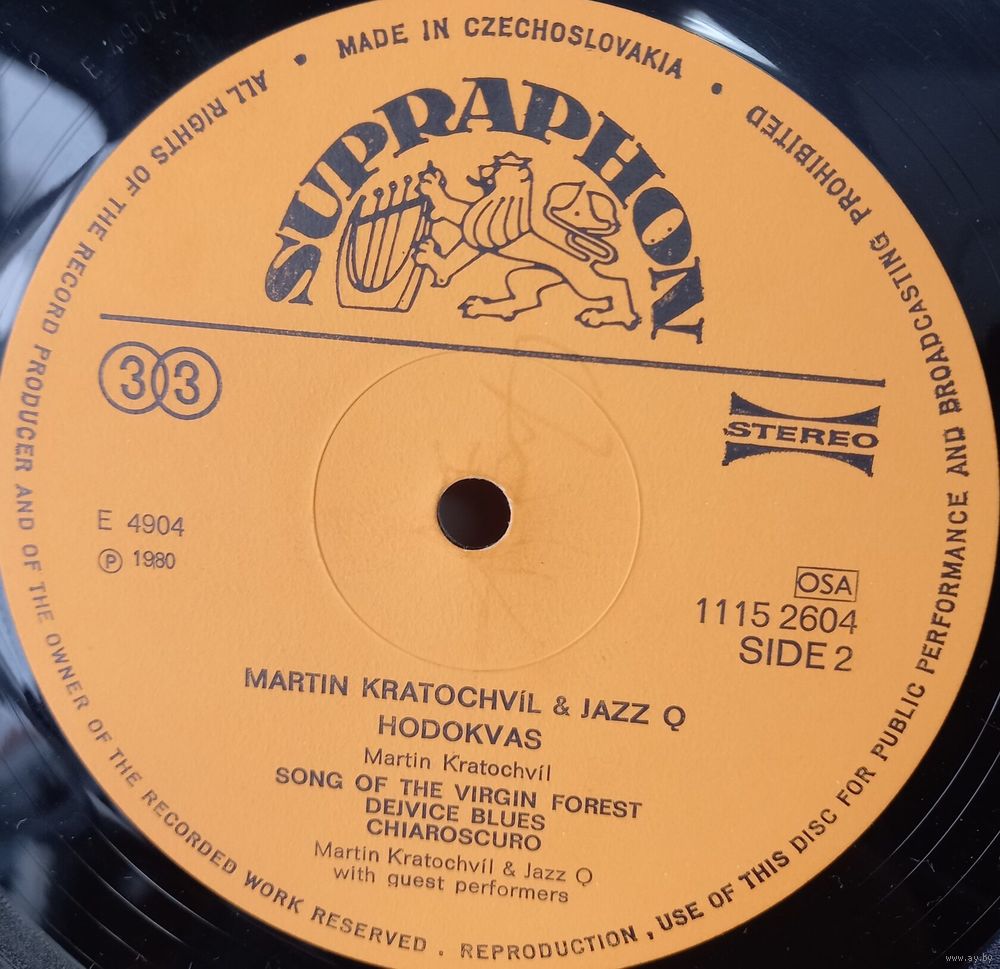 ALL RIGHTS OF THE RECORD PRODUCER AND OF THE OWNER OF THE RECORDED WORK RESERVED . REPRODUCTION , USE OF THIS DISC FOR PUBLIC PERFORMANCE AND BROADCASTING PROHIBITED
• MADE IN CZECHOSLOVAKIA •
SUPRAPHON
33
STEREO
E 4904
℗ 1980
OSA
1115 2604
SIDE 2
MARTIN KRATOCHVÍL & JAZZ Q
HODOKVAS
Martin Kratochvíl
SONG OF THE VIRGIN FOREST
DEJVICE BLUES
CHIAROSCURO
Martin Kratochvíl & Jazz Q
with guest performers
www.ay.by